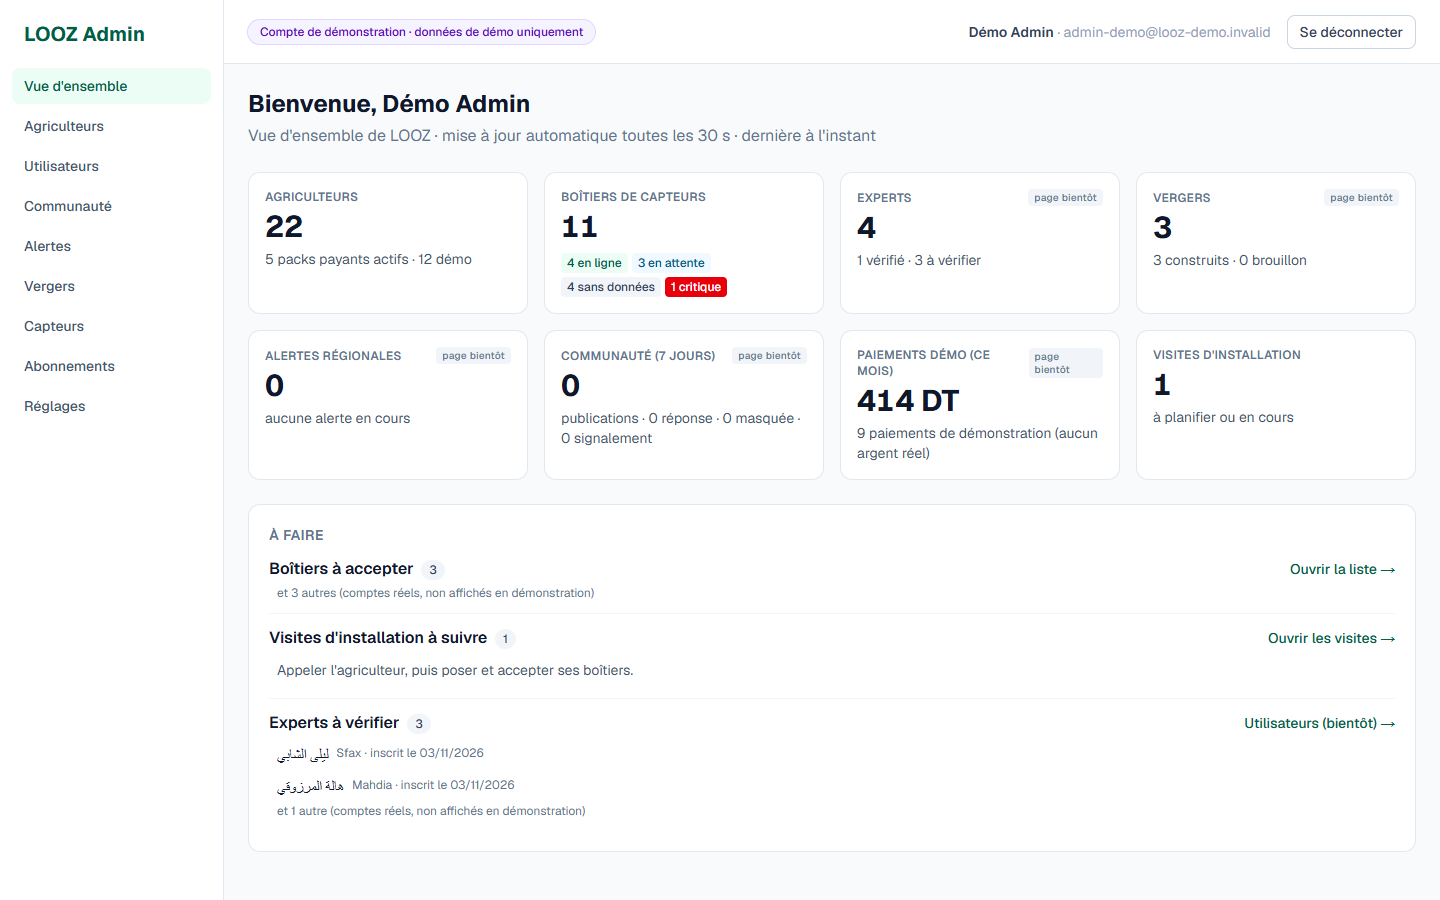 LOOZ Admin
Compte de démonstration · données de démo uniquement
Démo Admin · admin-demo@looz-demo.invalid
Se déconnecter
Vue d'ensemble
Agriculteurs
Utilisateurs
Communauté
Alertes
Vergers
Capteurs
Abonnements
Réglages
Bienvenue, Démo Admin
Vue d'ensemble de LOOZ · mise à jour automatique toutes les 30 s · dernière à l'instant
AGRICULTEURS
22
5 packs payants actifs · 12 démo
BOÎTIERS DE CAPTEURS
11
4 en ligne 3 en attente
4 sans données 1 critique
EXPERTS page bientôt
4
1 vérifié · 3 à vérifier
VERGERS page bientôt
3
3 construits · 0 brouillon
ALERTES RÉGIONALES page bientôt
0
aucune alerte en cours
COMMUNAUTÉ (7 JOURS) page bientôt
0
publications · 0 réponse · 0 masquée ·
0 signalement
PAIEMENTS DÉMO (CE
MOIS)
page
bientôt
414 DT
9 paiements de démonstration (aucun
argent réel)
VISITES D'INSTALLATION
1
à planifier ou en cours
À FAIRE
Boîtiers à accepter 3
Ouvrir la liste →
et 3 autres (comptes réels, non affichés en démonstration)
Visites d'installation à suivre 1
Ouvrir les visites →
Appeler l'agriculteur, puis poser et accepter ses boîtiers.
Experts à vérifier 3
Utilisateurs (bientôt) →
ليلى الشابي Sfax · inscrit le 03/11/2026
هالة المرزوقي Mahdia · inscrit le 03/11/2026
et 1 autre (comptes réels, non affichés en démonstration)